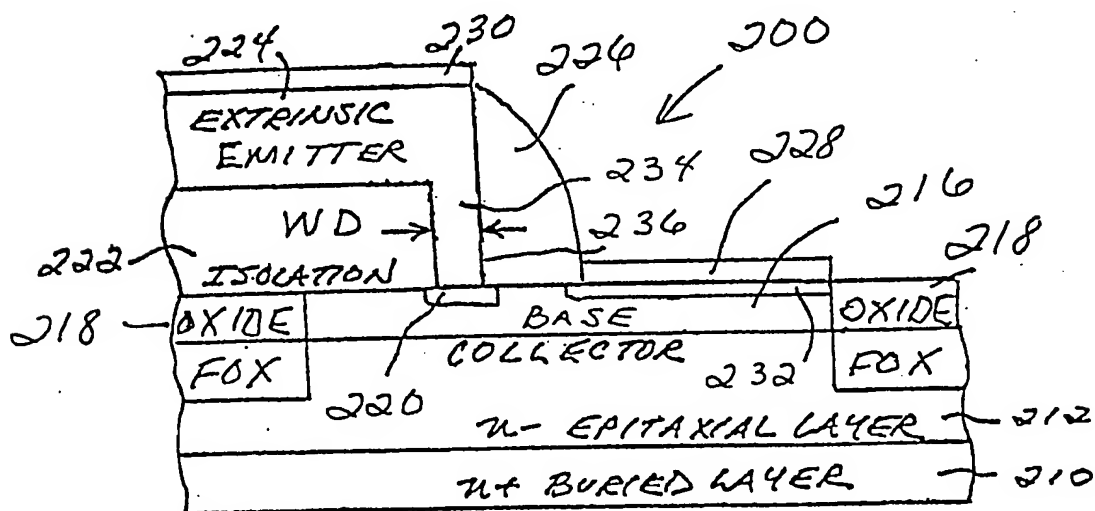 224
230
226
200
EXTRINSIC
EMITTER
234
228
216
WD
236
218
222
ISOLATION
218
OXIDE
BASE
OXIDE
FOX
COLLECTOR
FOX
220
232
n- EPITAXIAL LAYER
212
n+ BURIED LAYER
210